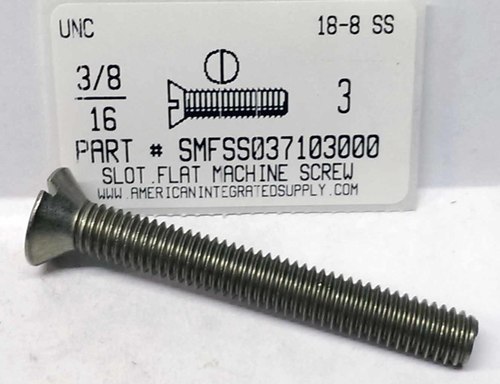 UNC 18-8 SS
3/8
16
3
PART # SMFSS037103000
SLOT FLAT MACHINE SCREW
WWW.AMERICANINTEGRATEDSUPPLY.COM